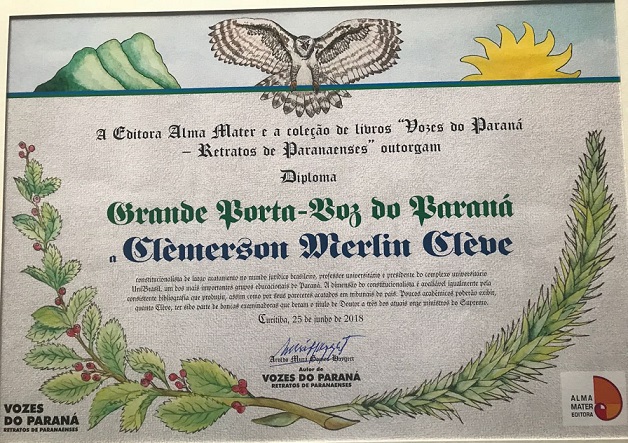 A Editora Alma Mater e a coleção de livros "Vozes do Paraná
– Retratos de Paranaenses" outorgam
Diploma
Grande Porta-Voz do Paraná
a Clèmerson Merlin Clève
constitucionalista de largo acatamento no mundo jurídico brasileiro, professor universitário e presidente do complexo universitário
UniBrasil, um dos mais importantes grupos educacionais do Paraná. A dimensão do constitucionalista é avaliável igualmente pela
consistente bibliografia que produziu, assim como por seus pareceres acatados em tribunais do país. Poucos acadêmicos poderão exibir,
quanto Clève, ter sido parte de bancas examinadoras que deram o título de Doutor a três dos atuais onze ministros do Supremo.
Curitiba, 25 de junho de 2018
Autor de
VOZES DO PARANÁ
RETRATOS DE PARANAENSES
VOZES
DO PARANÁ
RETRATOS DE PARANAENSES
ALMA
MATER
EDITORA